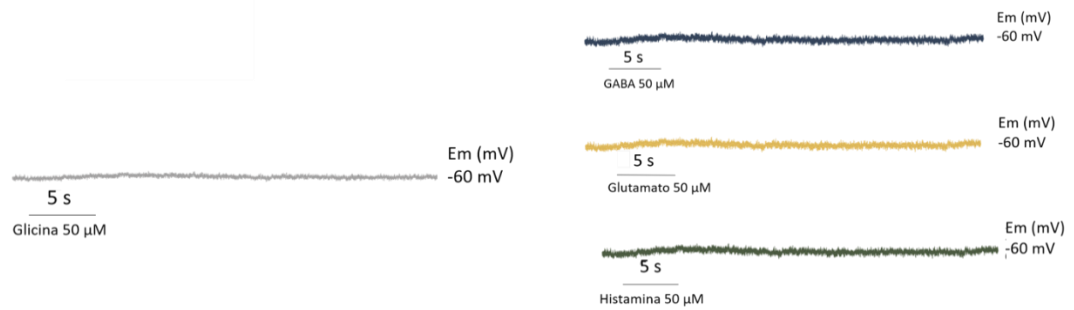 Em (mV)
-60 mV
5 s
Glicina 50 µM
Em (mV)
-60 mV
5 s
GABA 50 µM
Em (mV)
-60 mV
5 s
Glutamato 50 µM
Em (mV)
-60 mV
5 s
Histamina 50 µM